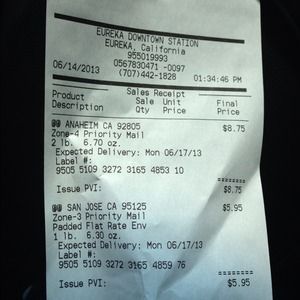 EUREKA DOWNTOWN STATION
EUREKA, California
955019993
0567830471 -0097
06/14/2013 (707)442-1828 01:34:46 PM
Sales Receipt
Product Sale Unit Final
Description Qty Price Price
@@ ANAHEIM CA 92805 $8.75
Zone-4 Priority Mail
2 lb. 6.70 oz.
Expected Delivery: Mon 06/17/13
Label #:
9505 5109 3272 3165 4853 10
========
Issue PVI: $8.75
@@ SAN JOSE CA 95125 $5.95
Zone-3 Priority Mail
Padded Flat Rate Env
1 lb. 6.30 oz.
Expected Delivery: Mon 06/17/13
Label #:
9505 5109 3272 3165 4859 76
========
Issue PVI: $5.95